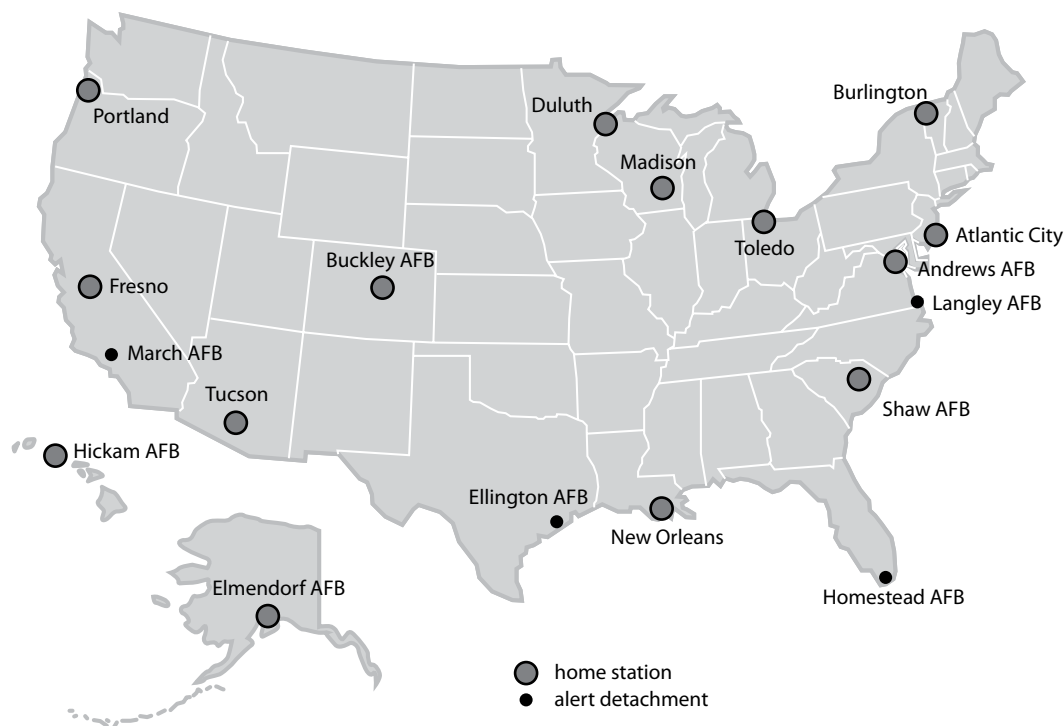 Burlington
Duluth
Portland
Madison
Atlantic City
Toledo
Buckley AFB
Andrews AFB
Fresno
Langley AFB
March AFB
Tucson
Shaw AFB
Hickam AFB
Ellington AFB
New Orleans
Elmendorf AFB
Homestead AFB
home station
alert detachment